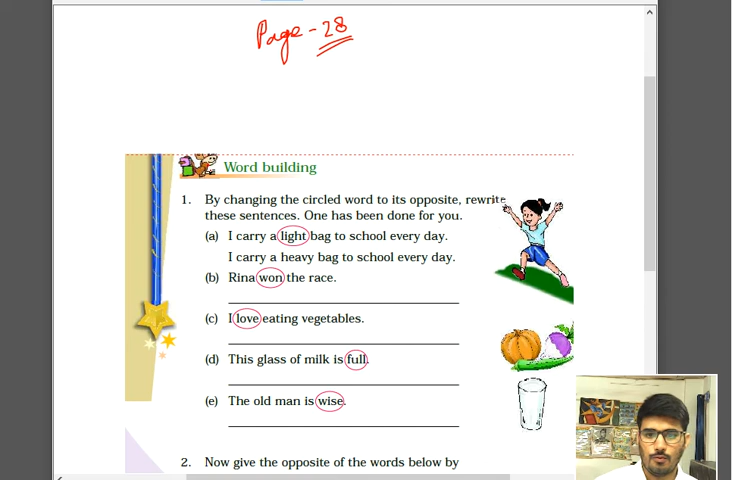 Page - 28
Word building
1. By changing the circled word to its opposite, rewrite
these sentences. One has been done for you.
(a) I carry a light bag to school every day.
I carry a heavy bag to school every day.
(b) Rina won the race.
(c) I love eating vegetables.
(d) This glass of milk is full.
(e) The old man is wise.
2. Now give the opposite of the words below by